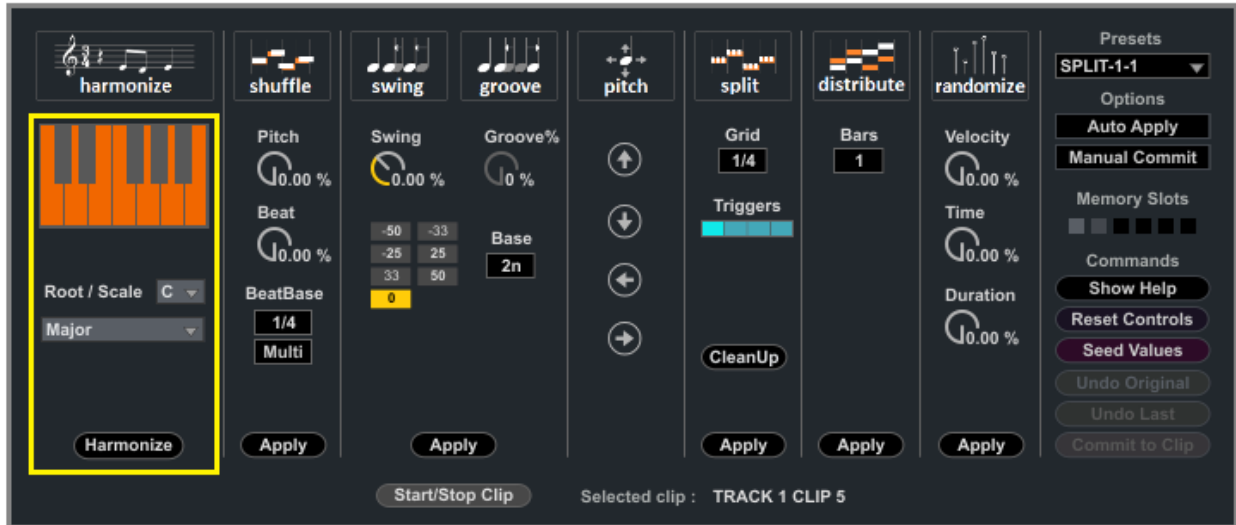 harmonize
shuffle
swing
groove
pitch
split
distribute
randomize
Root / Scale C
Major
Harmonize
Pitch
0.00 %
Beat
0.00 %
BeatBase
1/4
Multi
Apply
Swing
0.00 %
-50 -33
-25 25
33 50
0
Groove%
0 %
Base
2n
Apply
Grid
1/4
Triggers
CleanUp
Apply
Bars
1
Apply
Velocity
0.00 %
Time
0.00 %
Duration
0.00 %
Apply
Presets
SPLIT-1-1
Options
Auto Apply
Manual Commit
Memory Slots
Commands
Show Help
Reset Controls
Seed Values
Undo Original
Undo Last
Commit to Clip
Start/Stop Clip
Selected clip : TRACK 1 CLIP 5